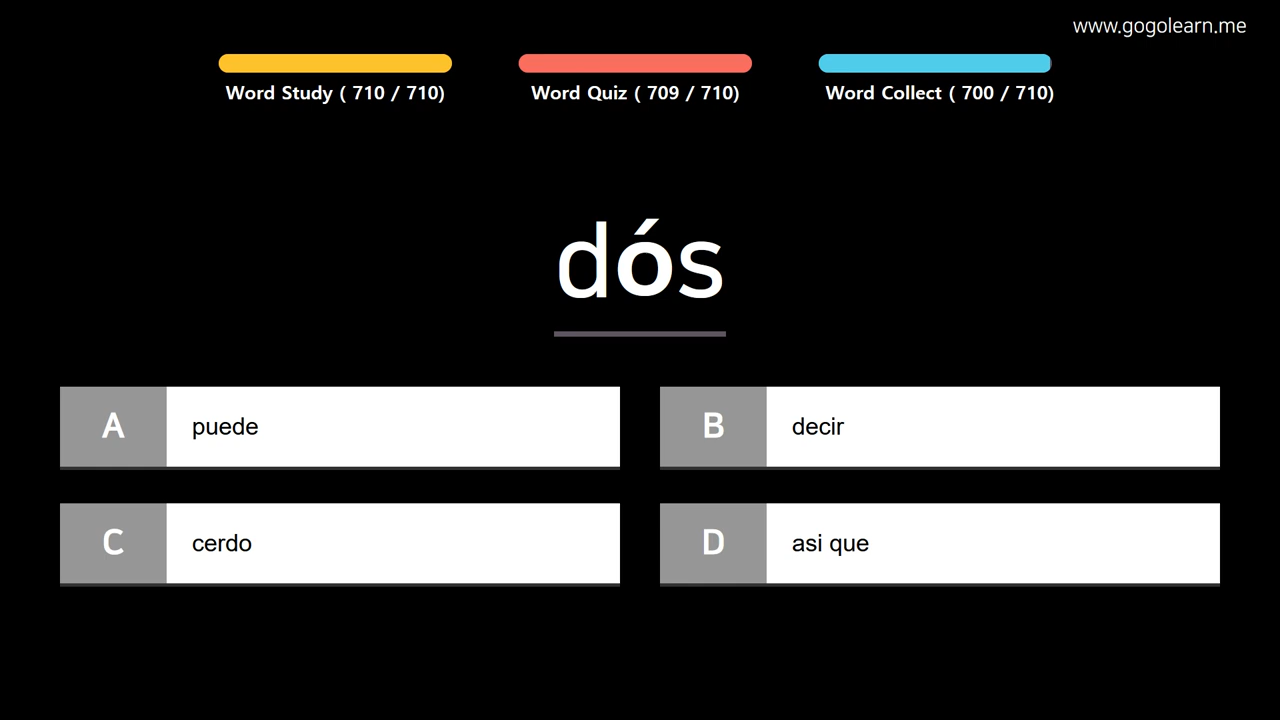 www.gogolearn.me
Word Study ( 710 / 710)
Word Quiz ( 709 / 710)
Word Collect ( 700 / 710)
dós
A puede
B decir
C cerdo
D asi que